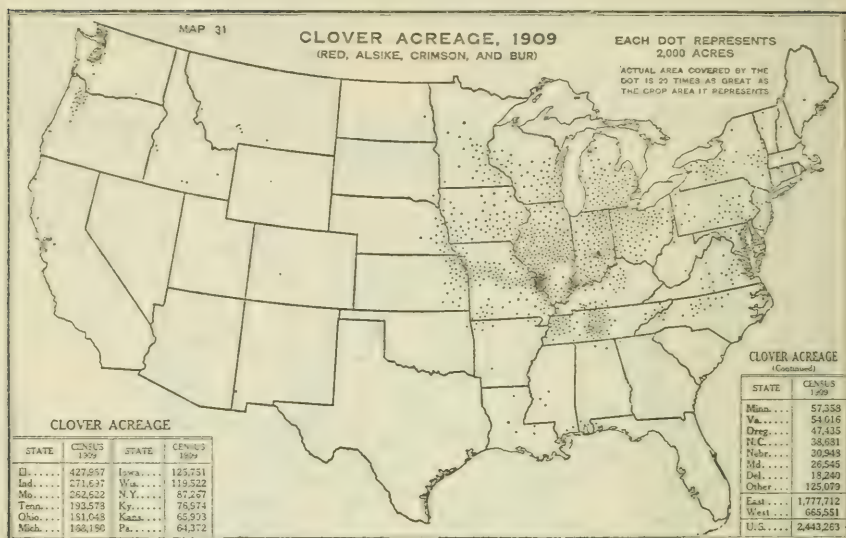 MAP 31
CLOVER ACREAGE, 1909
(RED, ALSIKE, CRIMSON, AND BUR)
EACH DOT REPRESENTS
2,000 ACRES
ACTUAL AREA COVERED BY THE
DOT IS 20 TIMES AS GREAT AS
THE CROP AREA IT REPRESENTS
CLOVER ACREAGE
STATE CENSUS 1909 STATE CENSUS 1909
Ill..... 427,957 Iowa..... 125,751
Ind..... 271,697 Wis..... 119,522
Mo..... 262,622 N.Y..... 87,267
Tenn..... 193,578 Ky..... 76,574
Ohio..... 181,048 Kans..... 65,903
Mich.... 168,180 Pa...... 64,372
CLOVER ACREAGE
(Continued)
STATE CENSUS 1909
Minn.... 57,358
Va...... 54,616
Oreg.... 47,435
N.C..... 38,681
Nebr.... 30,948
Md..... 26,545
Del..... 18,240
Other... 125,079
East.... 1,777,712
West... 665,551
U.S..... 2,443,263